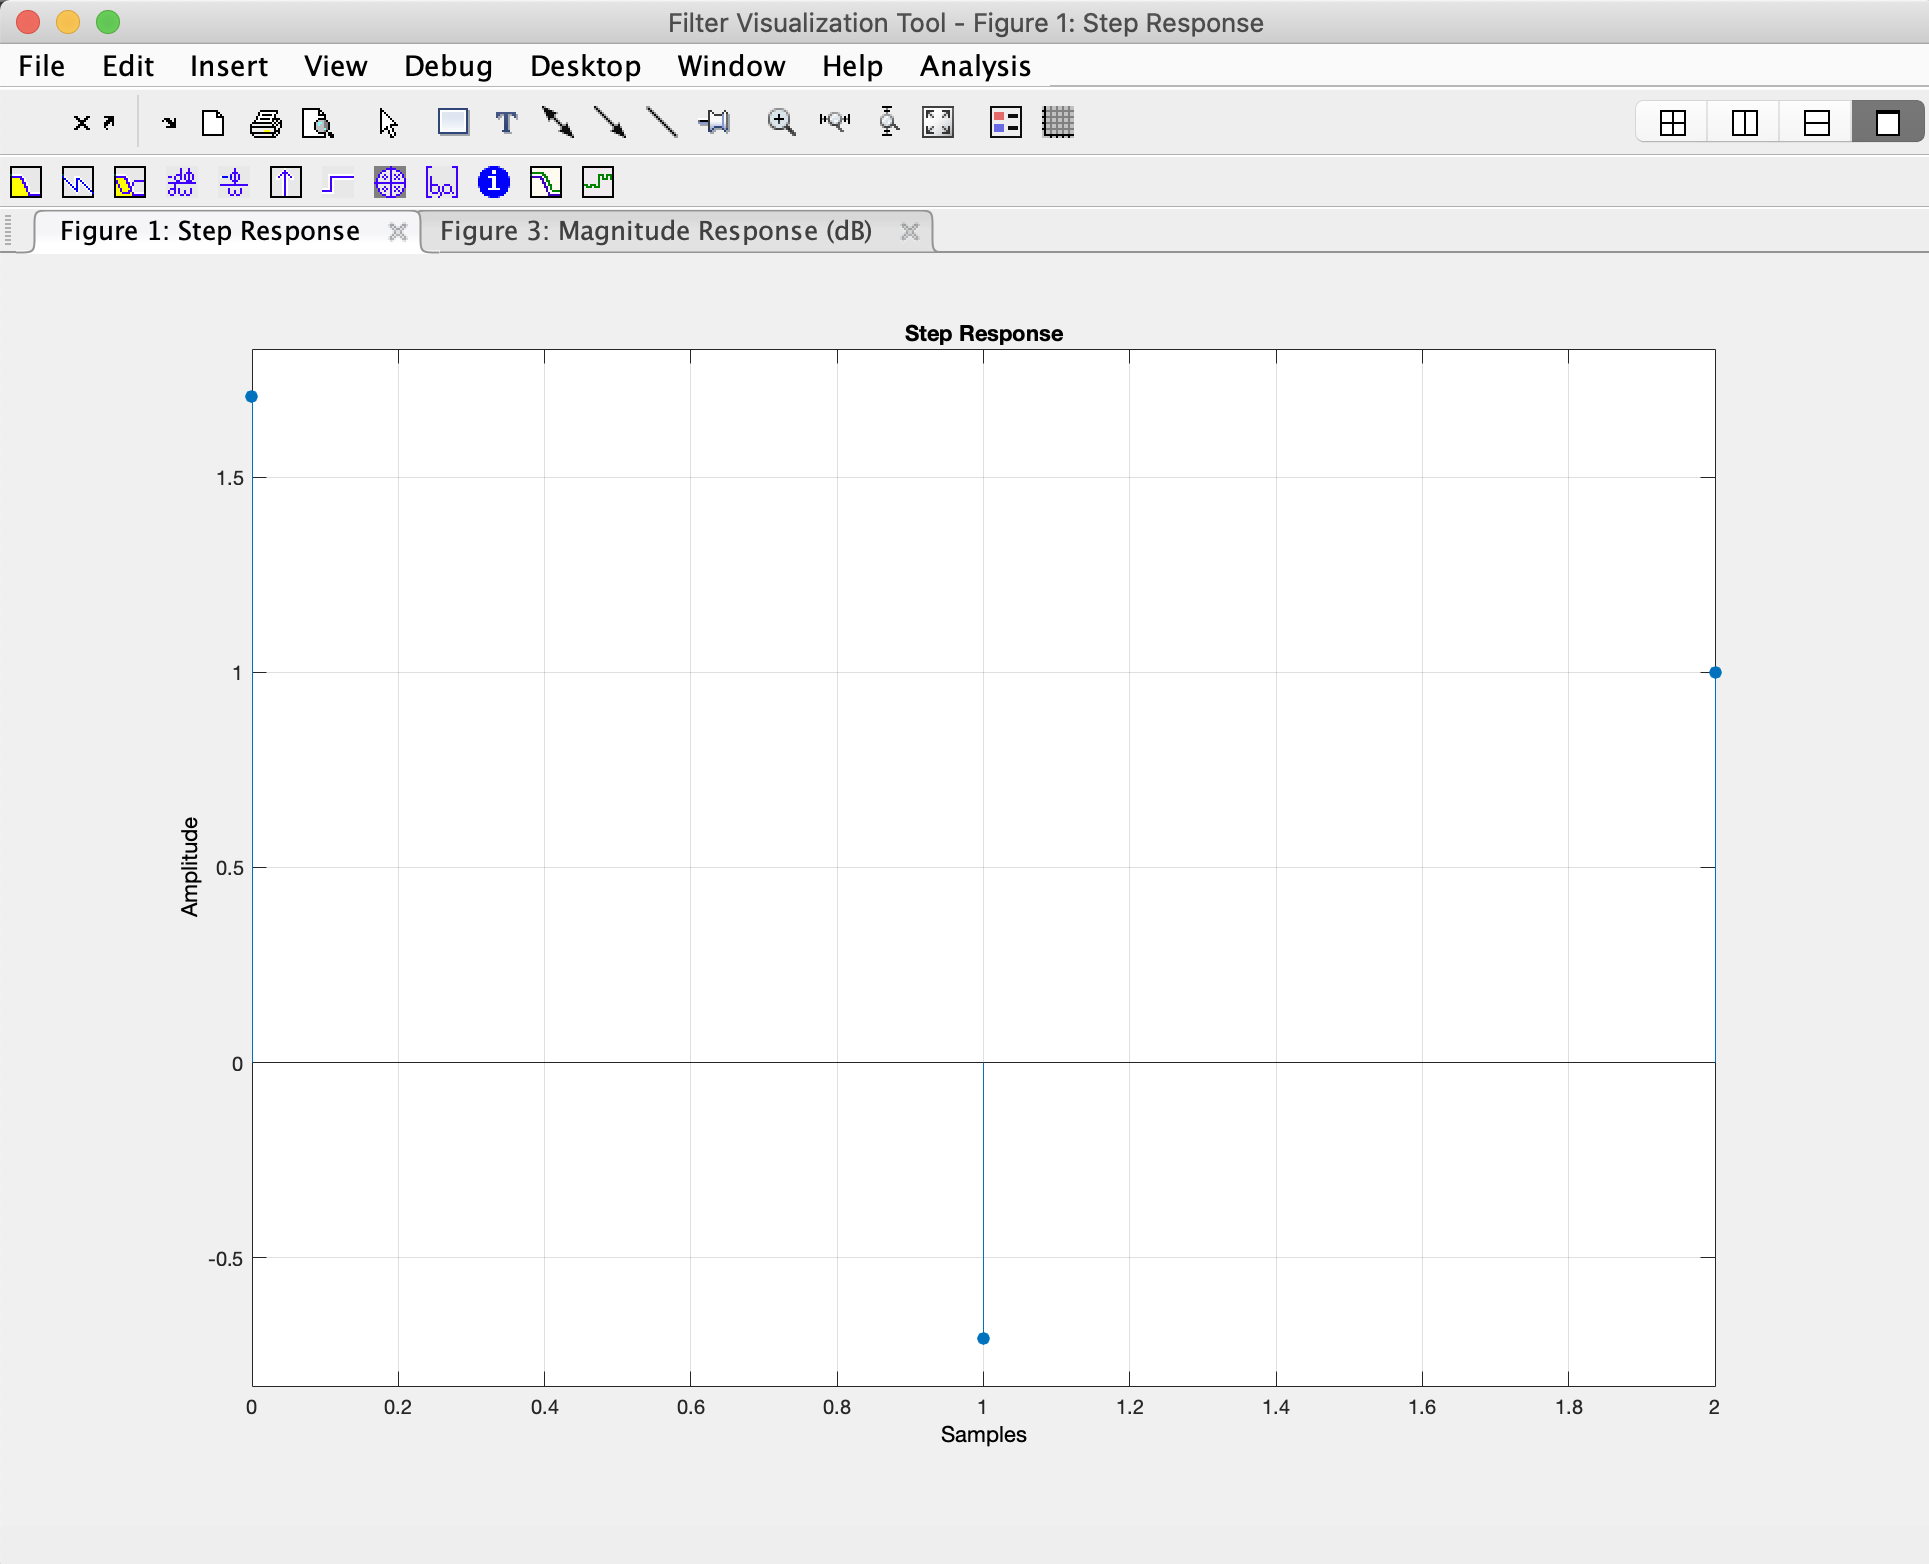 Filter Visualization Tool - Figure 1: Step Response
File Edit Insert View Debug Desktop Window Help Analysis
T
-dϕ
dω
-ϕ
ω
[b,a]
i
Figure 1: Step Response Figure 3: Magnitude Response (dB)
Step Response
1.5
1
0.5
0
-0.5
Amplitude
0 0.2 0.4 0.6 0.8 1 1.2 1.4 1.6 1.8 2
Samples